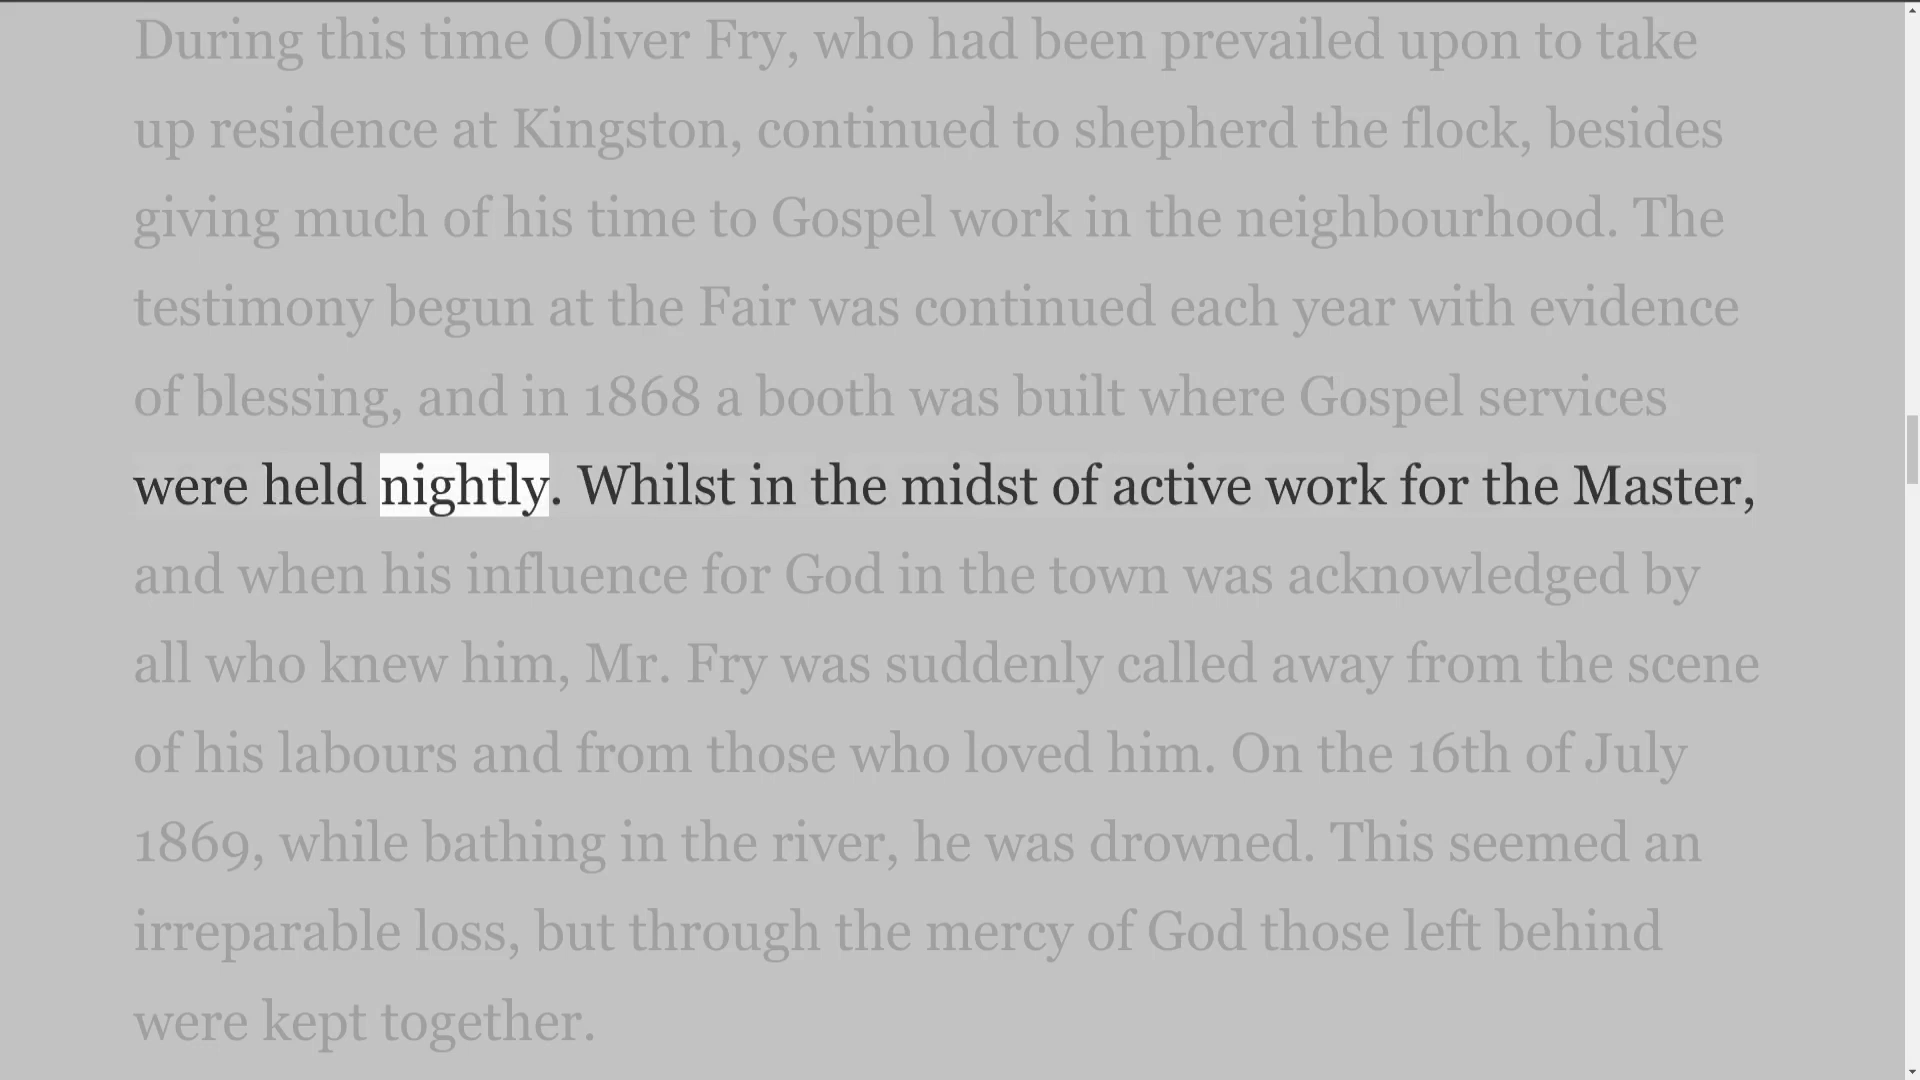 During this time Oliver Fry, who had been prevailed upon to take
up residence at Kingston, continued to shepherd the flock, besides
giving much of his time to Gospel work in the neighbourhood. The
testimony begun at the Fair was continued each year with evidence
of blessing, and in 1868 a booth was built where Gospel services
were held nightly. Whilst in the midst of active work for the Master,
and when his influence for God in the town was acknowledged by
all who knew him, Mr. Fry was suddenly called away from the scene
of his labours and from those who loved him. On the 16th of July
1869, while bathing in the river, he was drowned. This seemed an
irreparable loss, but through the mercy of God those left behind
were kept together.